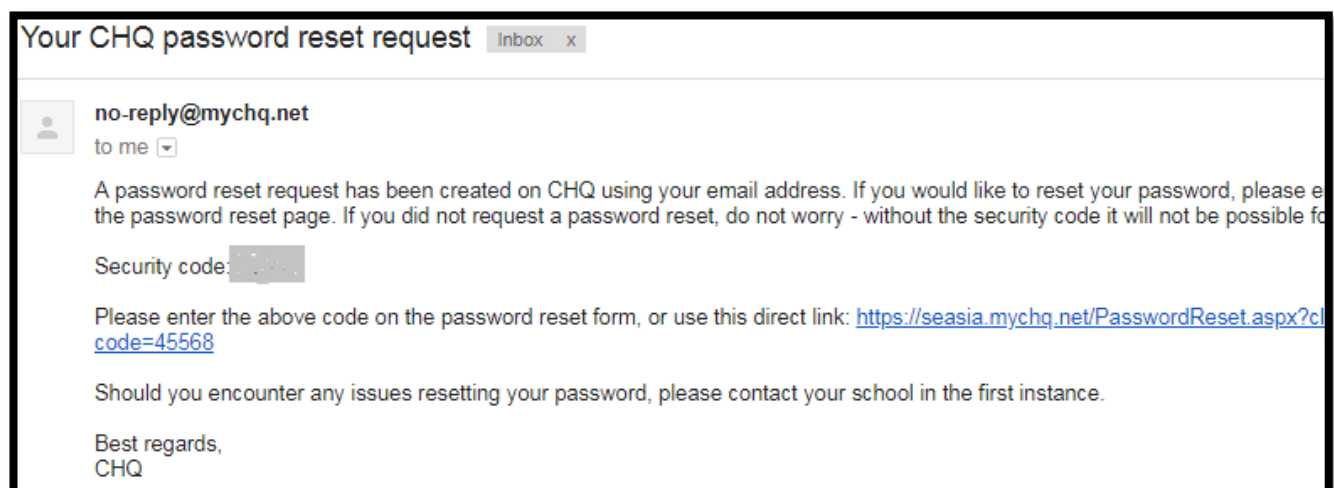 Your CHQ password reset request Inbox x
no-reply@mychq.net
to me
A password reset request has been created on CHQ using your email address. If you would like to reset your password, please e
the password reset page. If you did not request a password reset, do not worry - without the security code it will not be possible fo
Security code:
Please enter the above code on the password reset form, or use this direct link: https://seasia.mychq.net/PasswordReset.aspx?cl
code=45568
Should you encounter any issues resetting your password, please contact your school in the first instance.
Best regards,
CHQ